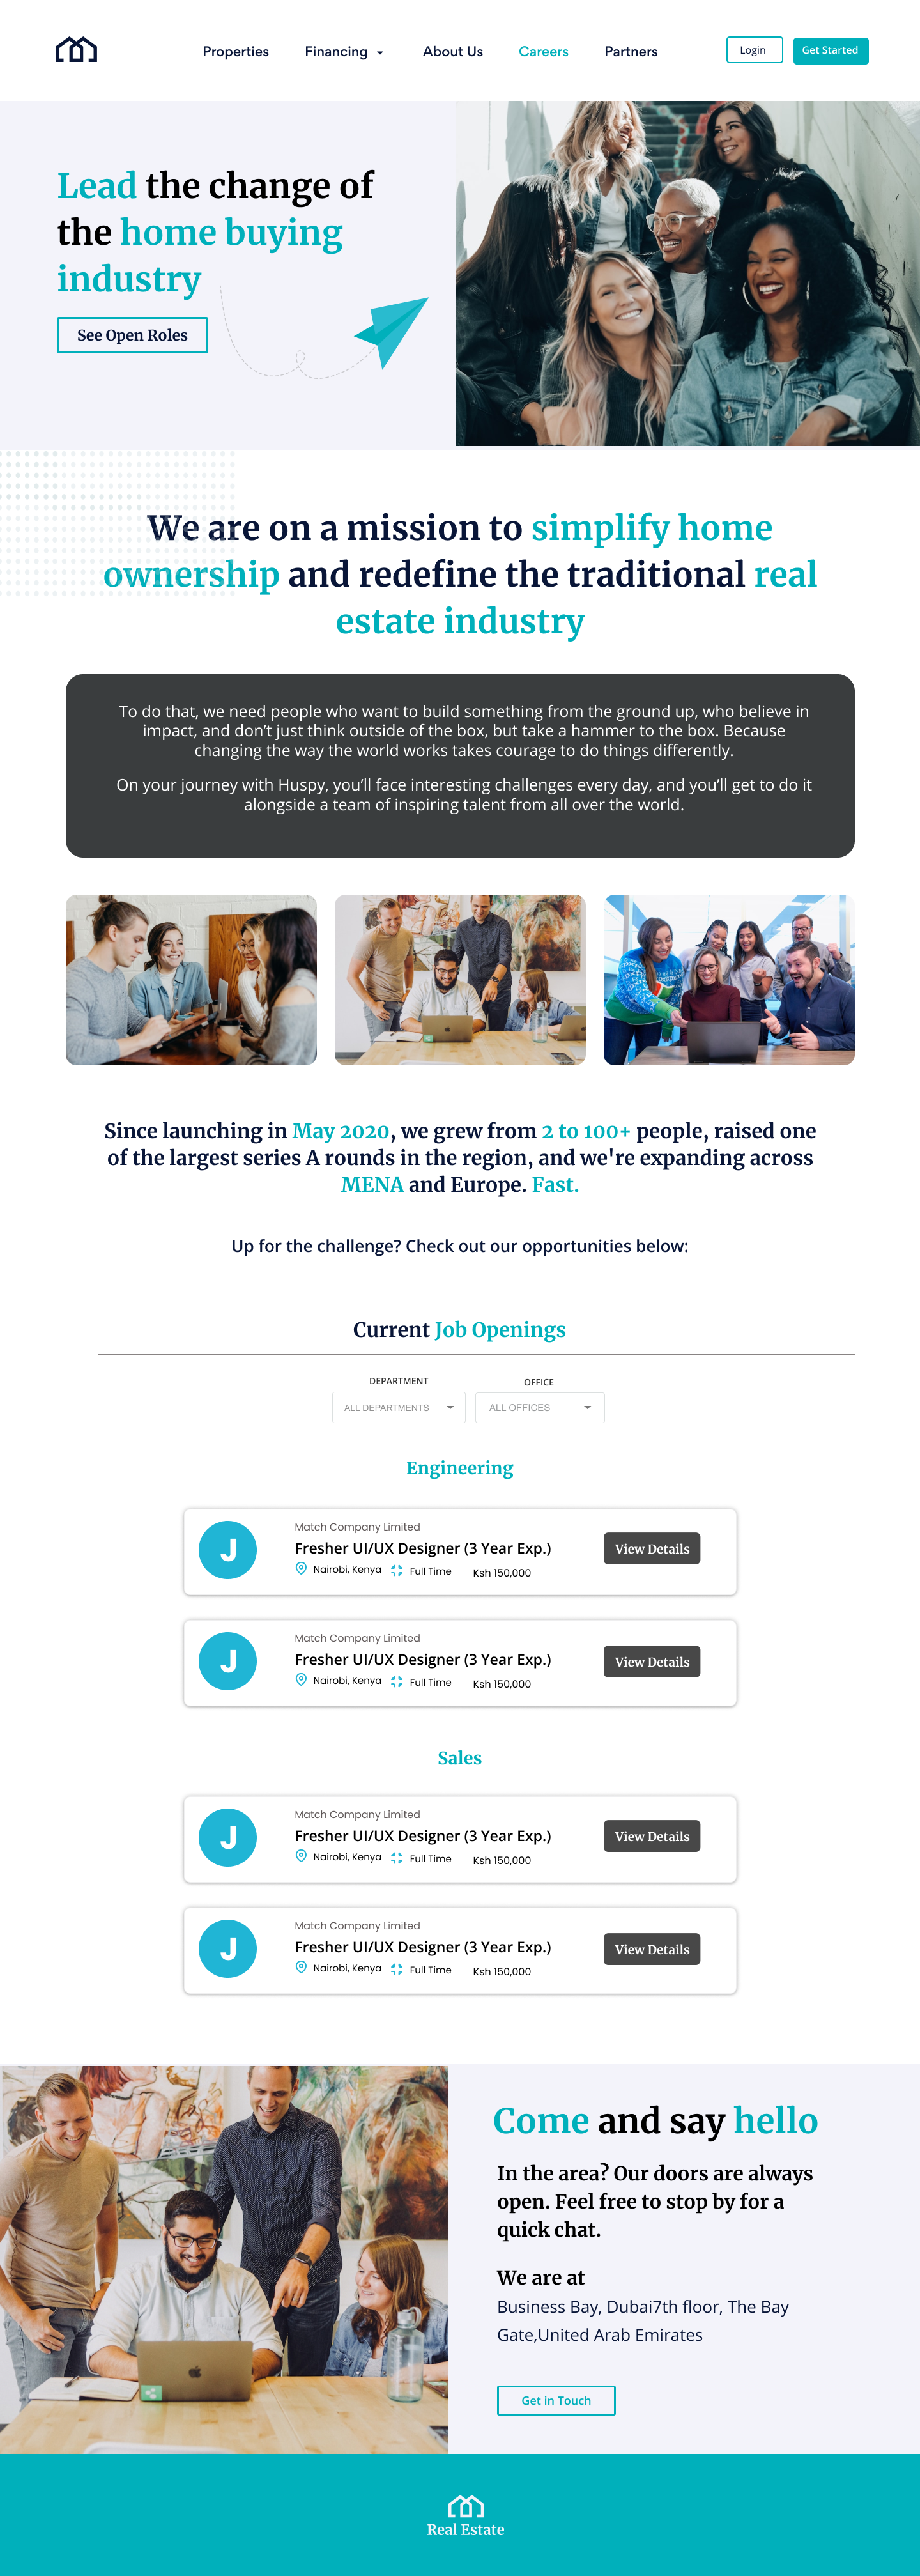 Properties
Financing
About Us
Careers
Partners
Login
Get Started
Lead the change of
the home buying
industry
See Open Roles
We are on a mission to simplify home
ownership and redefine the traditional real
estate industry
To do that, we need people who want to build something from the ground up, who believe in
impact, and don’t just think outside of the box, but take a hammer to the box. Because
changing the way the world works takes courage to do things differently.
On your journey with Huspy, you’ll face interesting challenges every day, and you’ll get to do it
alongside a team of inspiring talent from all over the world.
Since launching in May 2020, we grew from 2 to 100+ people, raised one
of the largest series A rounds in the region, and we're expanding across
MENA and Europe. Fast.
Up for the challenge? Check out our opportunities below:
Current Job Openings
DEPARTMENT
OFFICE
ALL DEPARTMENTS
ALL OFFICES
Engineering
J
Match Company Limited
Fresher UI/UX Designer (3 Year Exp.)
Nairobi, Kenya
Full Time
Ksh 150,000
View Details
J
Match Company Limited
Fresher UI/UX Designer (3 Year Exp.)
Nairobi, Kenya
Full Time
Ksh 150,000
View Details
Sales
J
Match Company Limited
Fresher UI/UX Designer (3 Year Exp.)
Nairobi, Kenya
Full Time
Ksh 150,000
View Details
J
Match Company Limited
Fresher UI/UX Designer (3 Year Exp.)
Nairobi, Kenya
Full Time
Ksh 150,000
View Details
Come and say hello
In the area? Our doors are always
open. Feel free to stop by for a
quick chat.
We are at
Business Bay, Dubai7th floor, The Bay
Gate,United Arab Emirates
Get in Touch
Real Estate